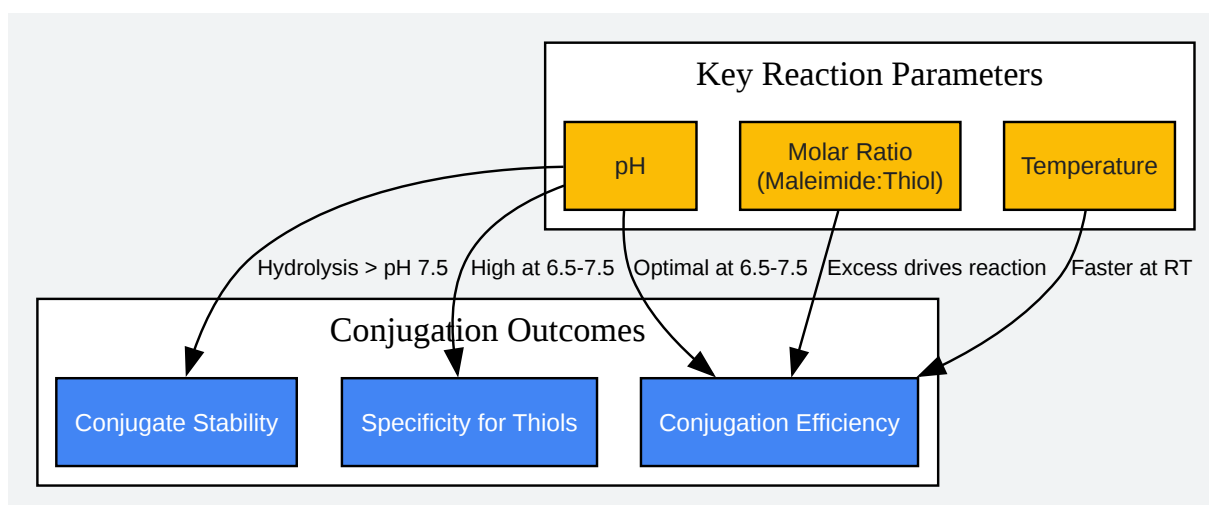 Key Reaction Parameters
pH
Molar Ratio
(Maleimide:Thiol)
Temperature
Hydrolysis > pH 7.5
High at 6.5-7.5
Optimal at 6.5-7.5
Excess drives reaction
Faster at RT
Conjugation Outcomes
Conjugate Stability
Specificity for Thiols
Conjugation Efficiency